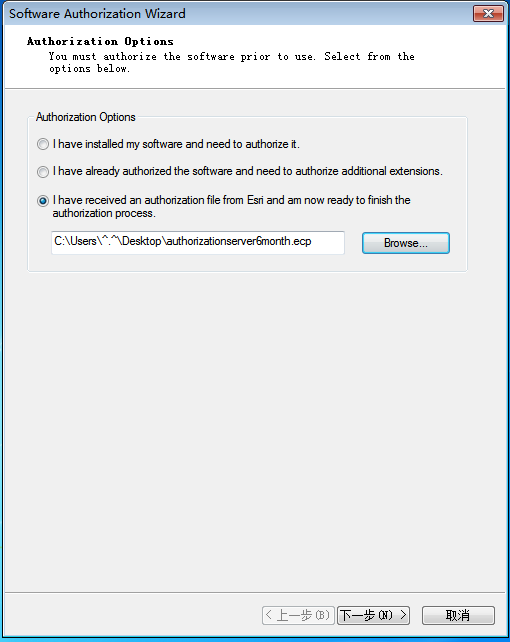 Software Authorization Wizard
Authorization Options
You must authorize the software prior to use. Select from the
options below.
Authorization Options
I have installed my software and need to authorize it.
I have already authorized the software and need to authorize additional extensions.
I have received an authorization file from Esri and am now ready to finish the
authorization process.
C:\Users\^.^\Desktop\authorizationserver6month.ecp
Browse...
< 上一步(B)
下一步(N) >
取消